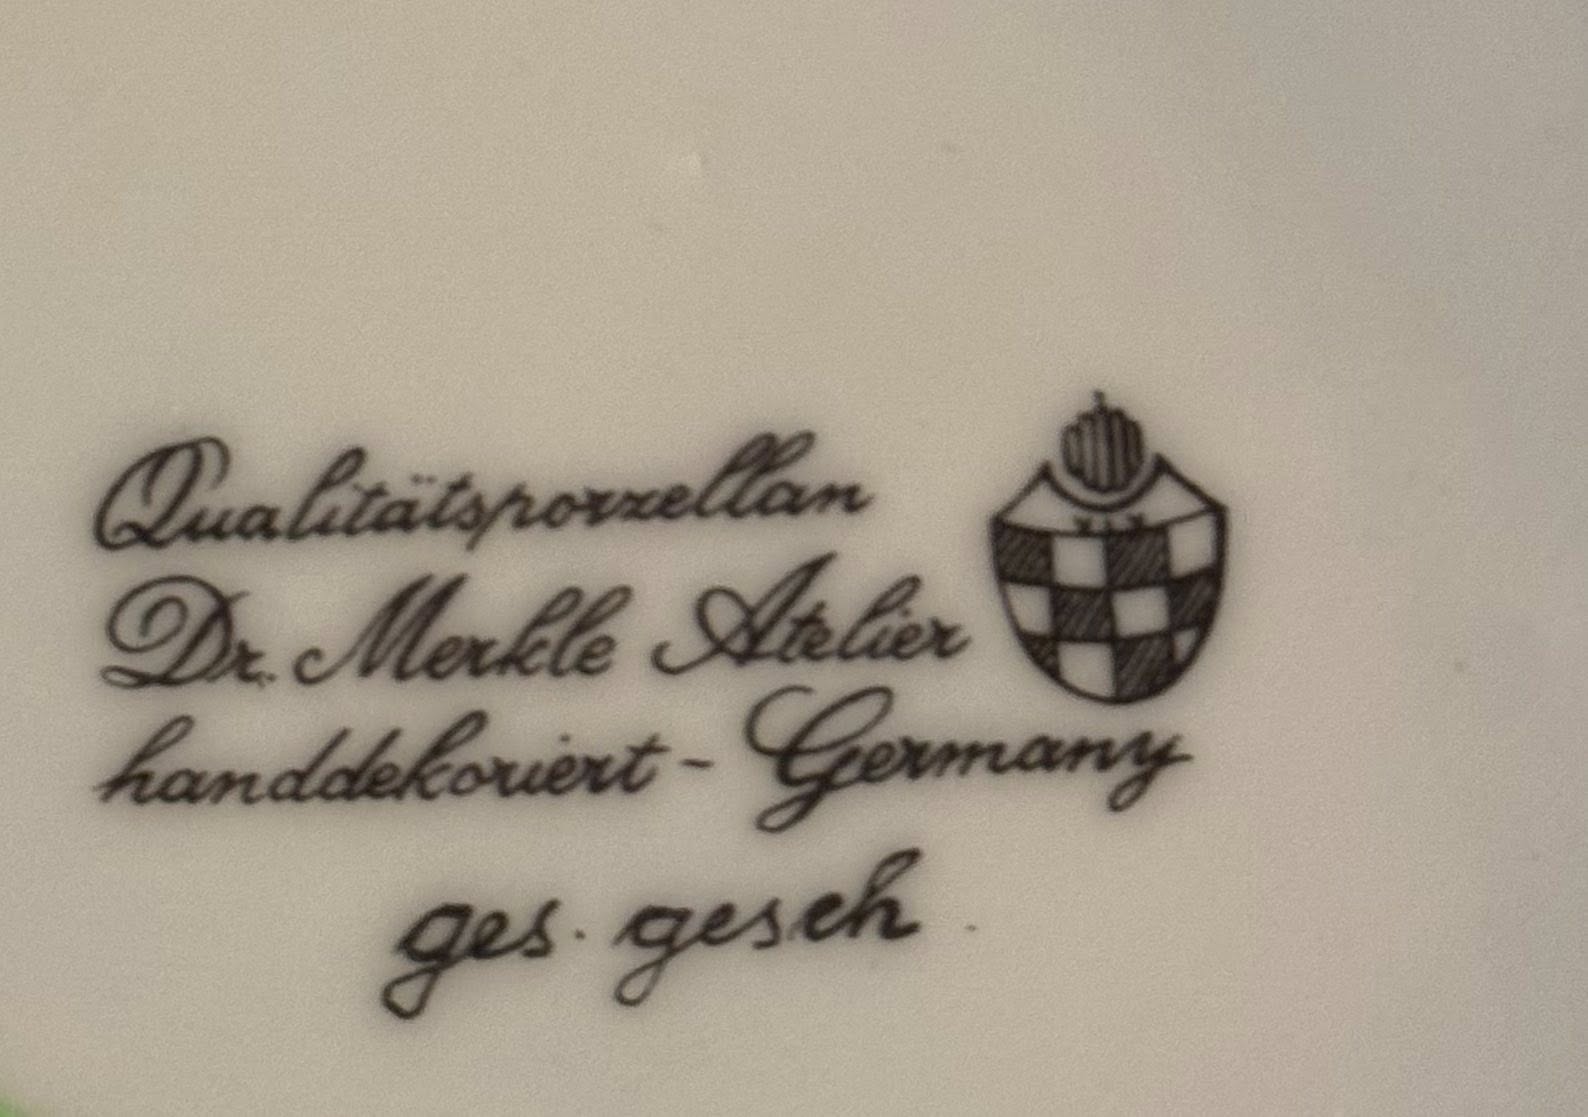 Qualitätsporzellan
Dr. Merkle Atelier
handdekoriert - Germany
ges. gesch.